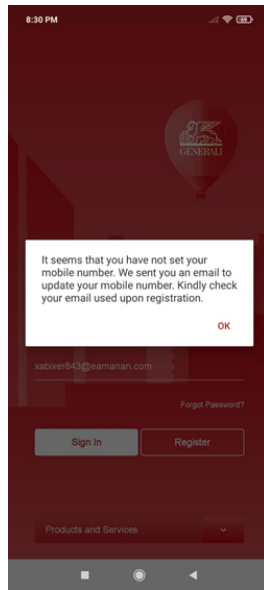 8:30 PM
GENERALI
It seems that you have not set your
mobile number. We sent you an email to
update your mobile number. Kindly check
your email used upon registration.
OK
xabixer843@eamarian.com
Forgot Password?
Sign In
Register
Products and Services